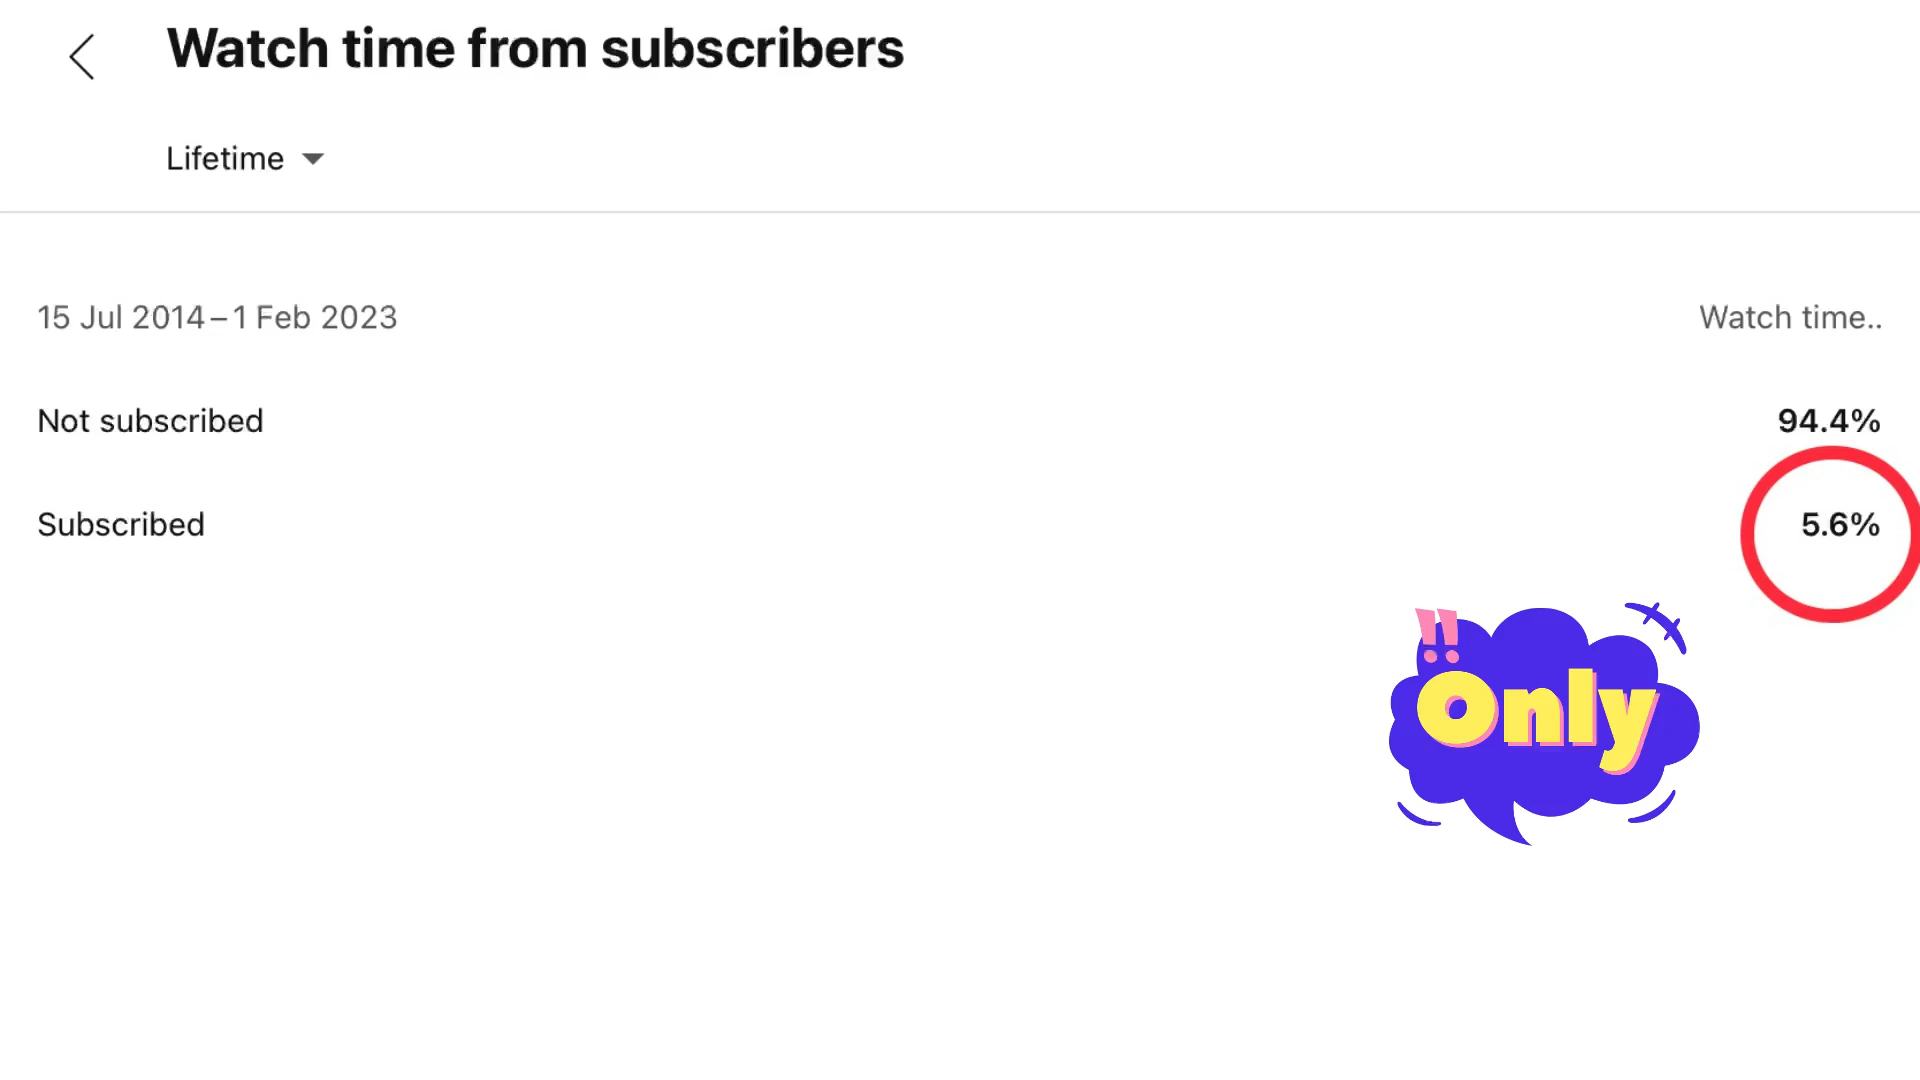 Watch time from subscribers
Lifetime
15 Jul 2014–1 Feb 2023 Watch time..
Not subscribed 94.4%
Subscribed 5.6%
!!
Only